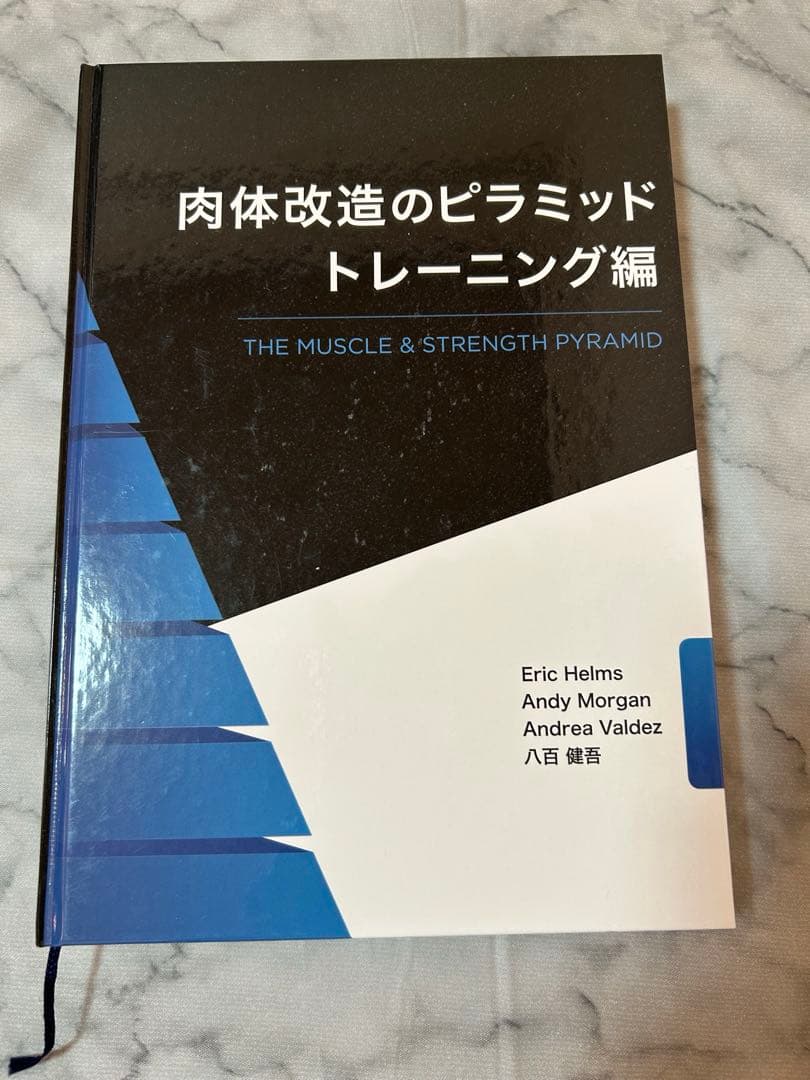 肉体改造のピラミッド
トレーニング編
THE MUSCLE & STRENGTH PYRAMID
Eric Helms
Andy Morgan
Andrea Valdez
八百 健吾